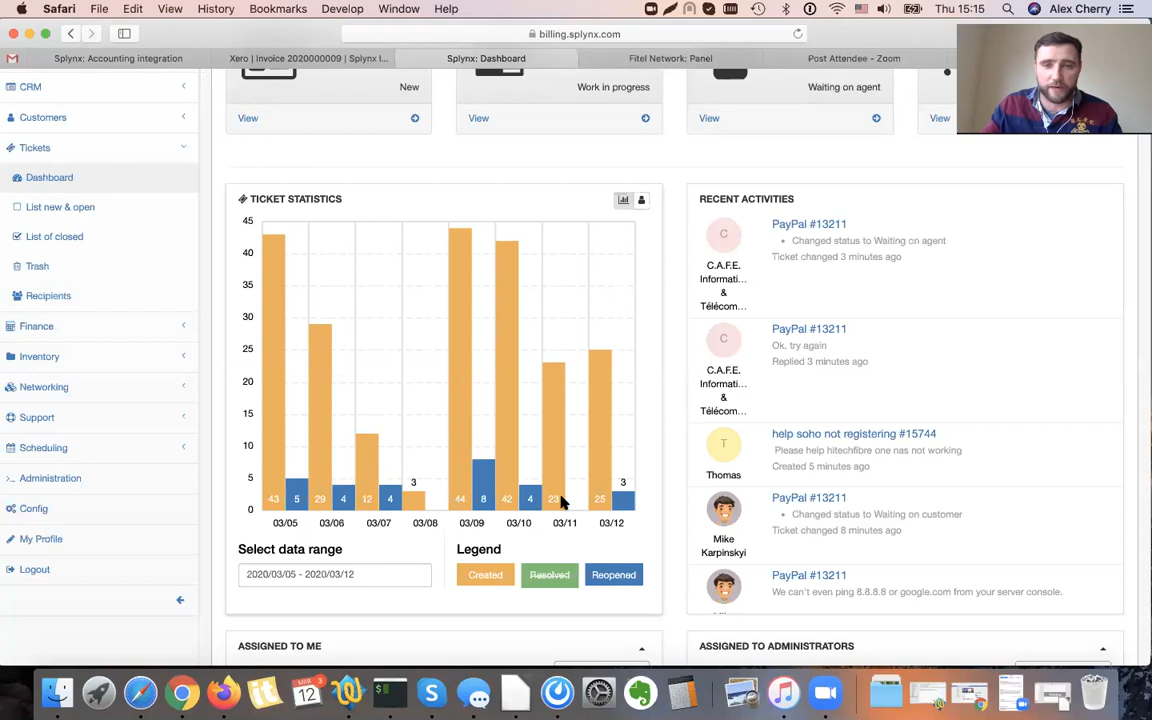 Safari File Edit View History Bookmarks Develop Window Help Thu 15:15 Alex Cherry
billing.splynx.com
Splynx: Accounting integration Xero | Invoice 2020000009 | Splynx I... Splynx: Dashboard Fitel Network: Panel Post Attendee - Zoom
CRM
Customers
Tickets
Dashboard
List new & open
List of closed
Trash
Recipients
Finance
Inventory
Networking
Support
Scheduling
Administration
Config
My Profile
Logout
New
View
Work in progress
View
Waiting on agent
View
View
TICKET STATISTICS
45
40
35
30
25
20
15
10
5
0
43 5 29 4 12 4 3 44 8 42 4 23 25 3
03/05 03/06 03/07 03/08 03/09 03/10 03/11 03/12
Select data range
2020/03/05 - 2020/03/12
Legend
Created Resolved Reopened
RECENT ACTIVITIES
C
C.A.F.E.
Informati...
&
Télécom...
PayPal #13211
Changed status to Waiting on agent
Ticket changed 3 minutes ago
C
C.A.F.E.
Informati...
&
Télécom...
PayPal #13211
Ok. try again
Replied 3 minutes ago
T
Thomas
help soho not registering #15744
Please help hitechfibre one nas not working
Created 5 minutes ago
Mike
Karpinskyi
PayPal #13211
Changed status to Waiting on customer
Ticket changed 8 minutes ago
PayPal #13211
We can't even ping 8.8.8.8 or google.com from your server console.
ASSIGNED TO ME
ASSIGNED TO ADMINISTRATORS
MAR
12
3